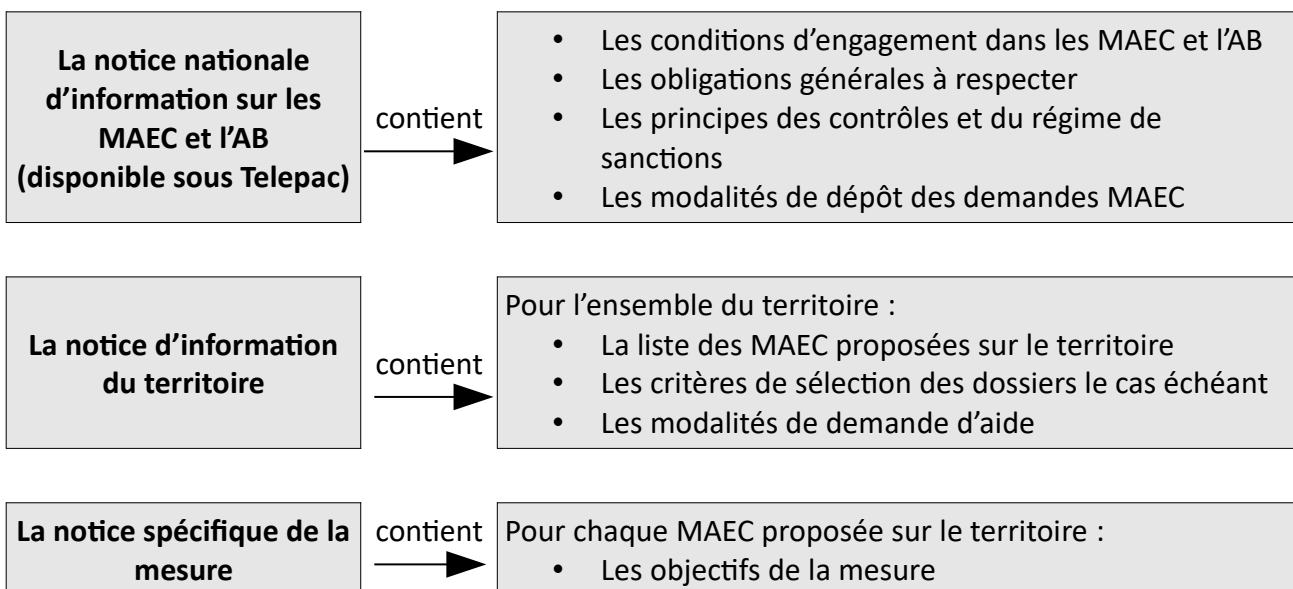 La notice nationale
d'information sur les
MAEC et l'AB
(disponible sous Telepac)
contient
• Les conditions d'engagement dans les MAEC et l'AB
• Les obligations générales à respecter
• Les principes des contrôles et du régime de
sanctions
• Les modalités de dépôt des demandes MAEC
La notice d'information
du territoire
contient
Pour l'ensemble du territoire :
• La liste des MAEC proposées sur le territoire
• Les critères de sélection des dossiers le cas échéant
• Les modalités de demande d'aide
La notice spécifique de la
mesure
contient
Pour chaque MAEC proposée sur le territoire :
• Les objectifs de la mesure